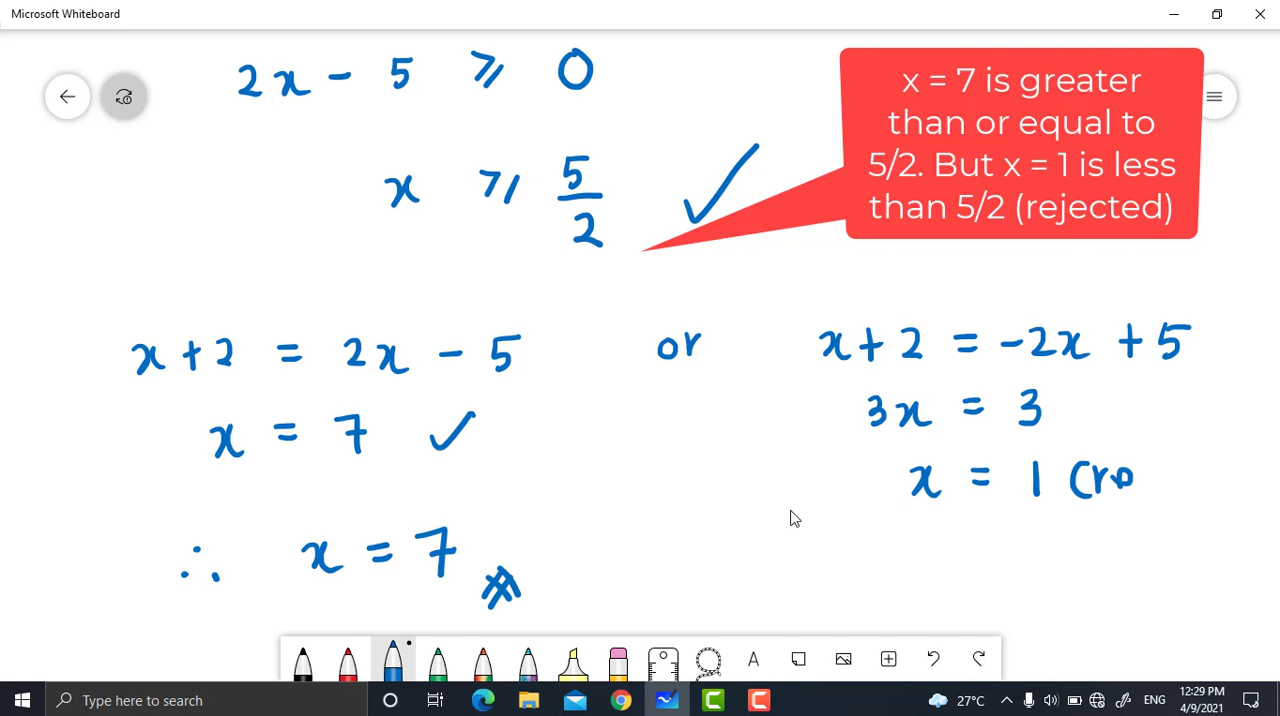 Microsoft Whiteboard
2x - 5 ⩾ 0
x ⩾ 5/2 ✓
x = 7 is greater
than or equal to
5/2. But x = 1 is less
than 5/2 (rejected)
x + 2 = 2x - 5 or x + 2 = -2x + 5
x = 7 ✓
3x = 3
x = 1
∴ x = 7
A
Type here to search
27°C
ENG
12:29 PM
4/9/2021